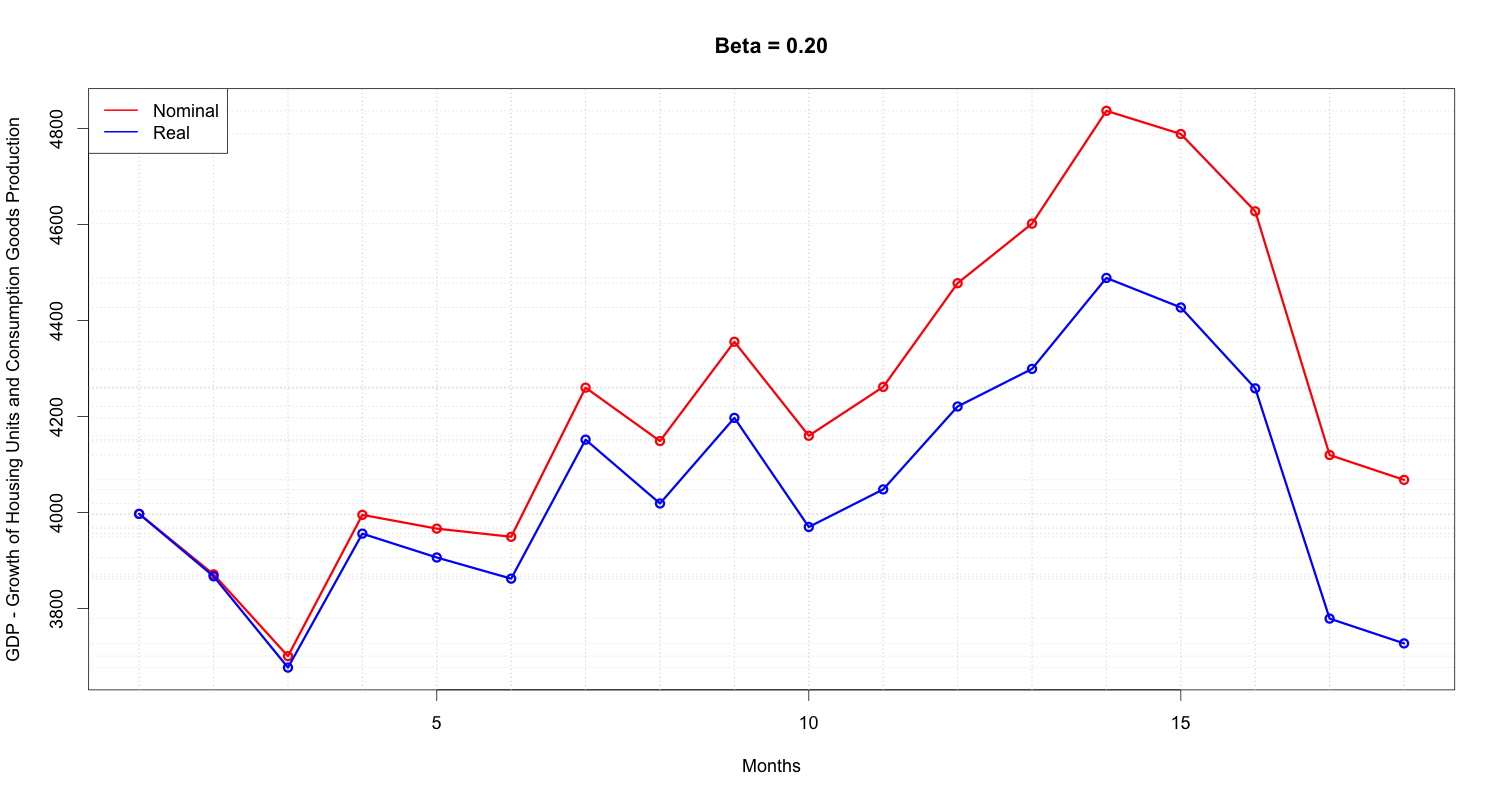 Beta = 0.20
Nominal
Real
GDP - Growth of Housing Units and Consumption Goods Production
4800
4600
4400
4200
4000
3800
5
10
15
Months